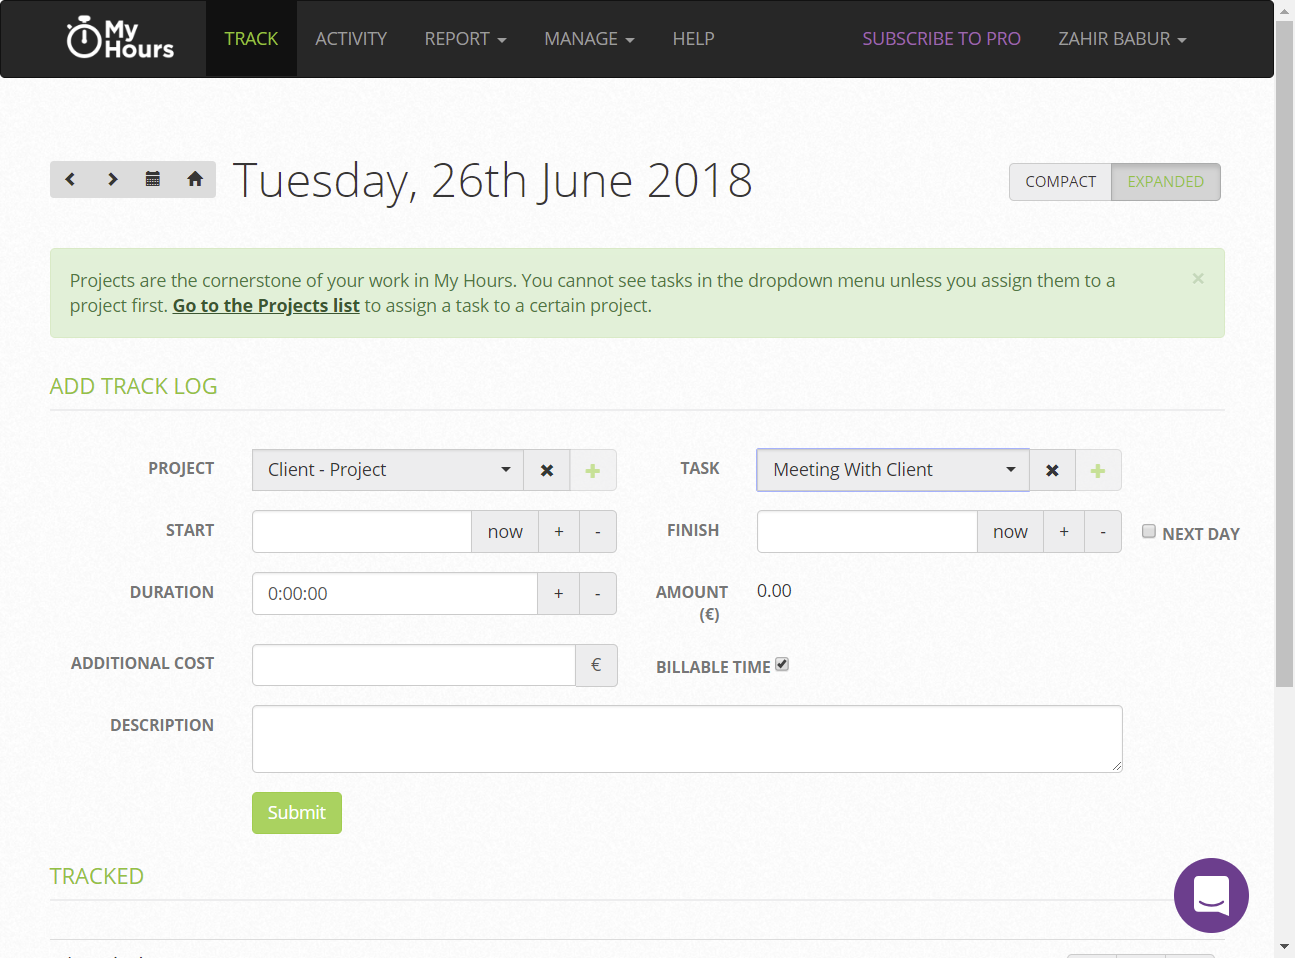 My Hours
TRACK
ACTIVITY
REPORT
MANAGE
HELP
SUBSCRIBE TO PRO
ZAHIR BABUR
Tuesday, 26th June 2018
COMPACT
EXPANDED
Projects are the cornerstone of your work in My Hours. You cannot see tasks in the dropdown menu unless you assign them to a
project first. Go to the Projects list to assign a task to a certain project.
×
ADD TRACK LOG
PROJECT
Client - Project
TASK
Meeting With Client
START
now
+
-
FINISH
now
+
-
NEXT DAY
DURATION
0:00:00
+
-
AMOUNT
(€)
0.00
ADDITIONAL COST
€
BILLABLE TIME
DESCRIPTION
Submit
TRACKED